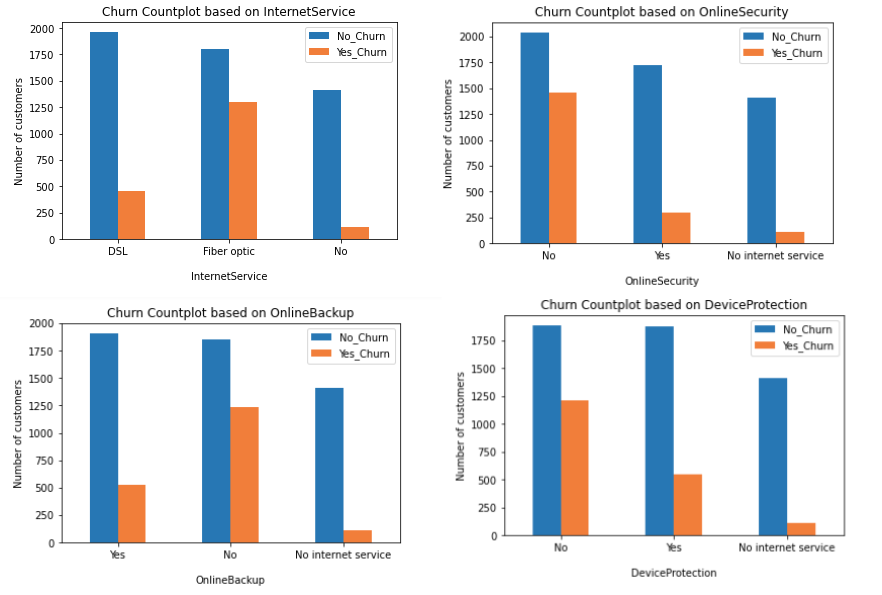 Churn Countplot based on InternetService
2000
1750
1500
1250
1000
750
500
250
0
Number of customers
No_Churn
Yes_Churn
DSL
Fiber optic
No
InternetService
Churn Countplot based on OnlineSecurity
2000
1750
1500
1250
1000
750
500
250
0
Number of customers
No_Churn
Yes_Churn
No
Yes
No internet service
OnlineSecurity
Churn Countplot based on OnlineBackup
2000
1750
1500
1250
1000
750
500
250
0
Number of customers
No_Churn
Yes_Churn
Yes
No
No internet service
OnlineBackup
Churn Countplot based on DeviceProtection
1750
1500
1250
1000
750
500
250
0
Number of customers
No_Churn
Yes_Churn
No
Yes
No internet service
DeviceProtection